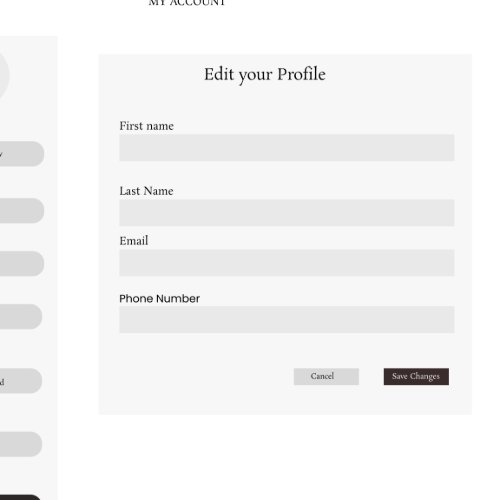 MY ACCOUNT
Edit your Profile
First name
Last Name
Email
Phone Number
Cancel
Save Changes